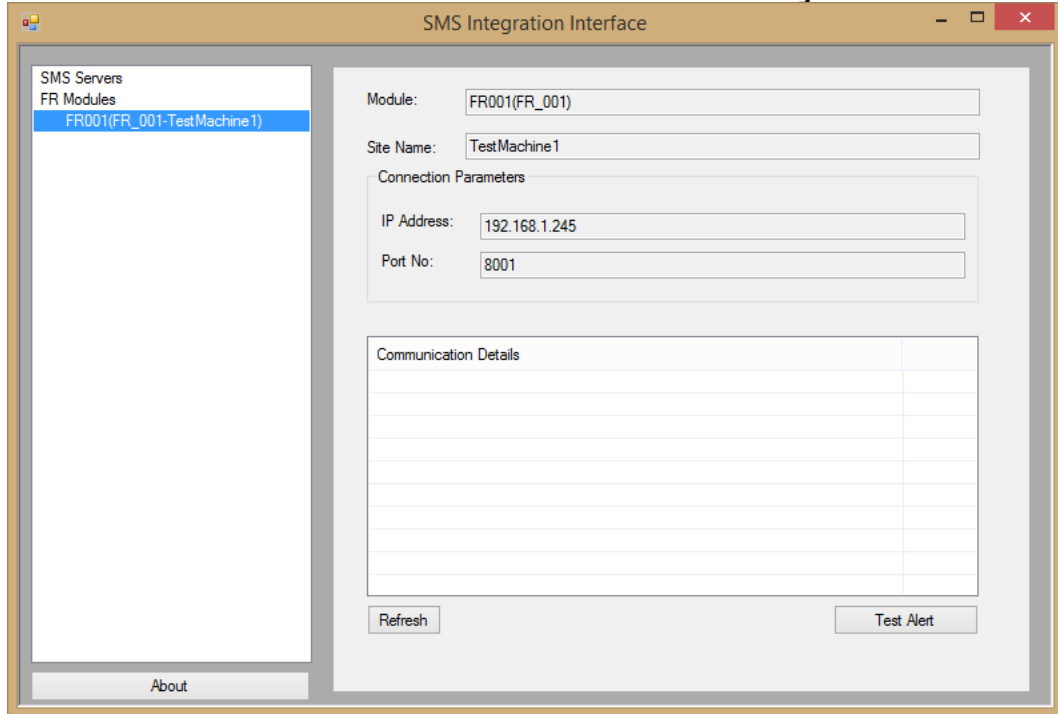 SMS Integration Interface
SMS Servers
FR Modules
FR001(FR_001-TestMachine1)
About
Module: FR001(FR_001)
Site Name: TestMachine1
Connection Parameters
IP Address: 192.168.1.245
Port No: 8001
Communication Details
Refresh Test Alert